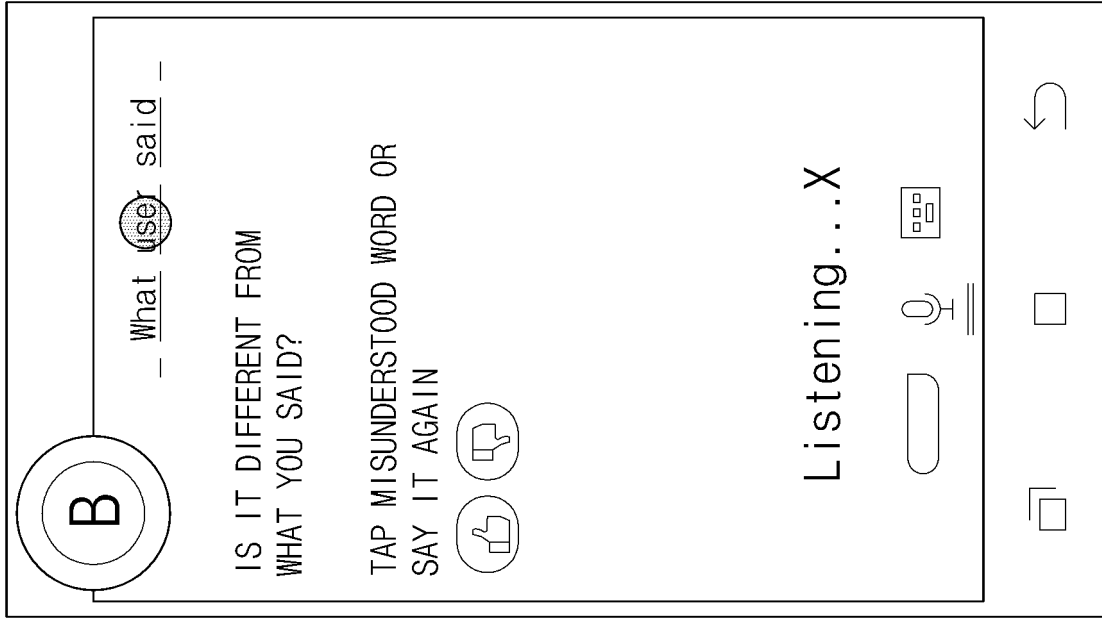 B
_ What user said _
IS IT DIFFERENT FROM
WHAT YOU SAID?
TAP MISUNDERSTOOD WORD OR
SAY IT AGAIN
Listening...X